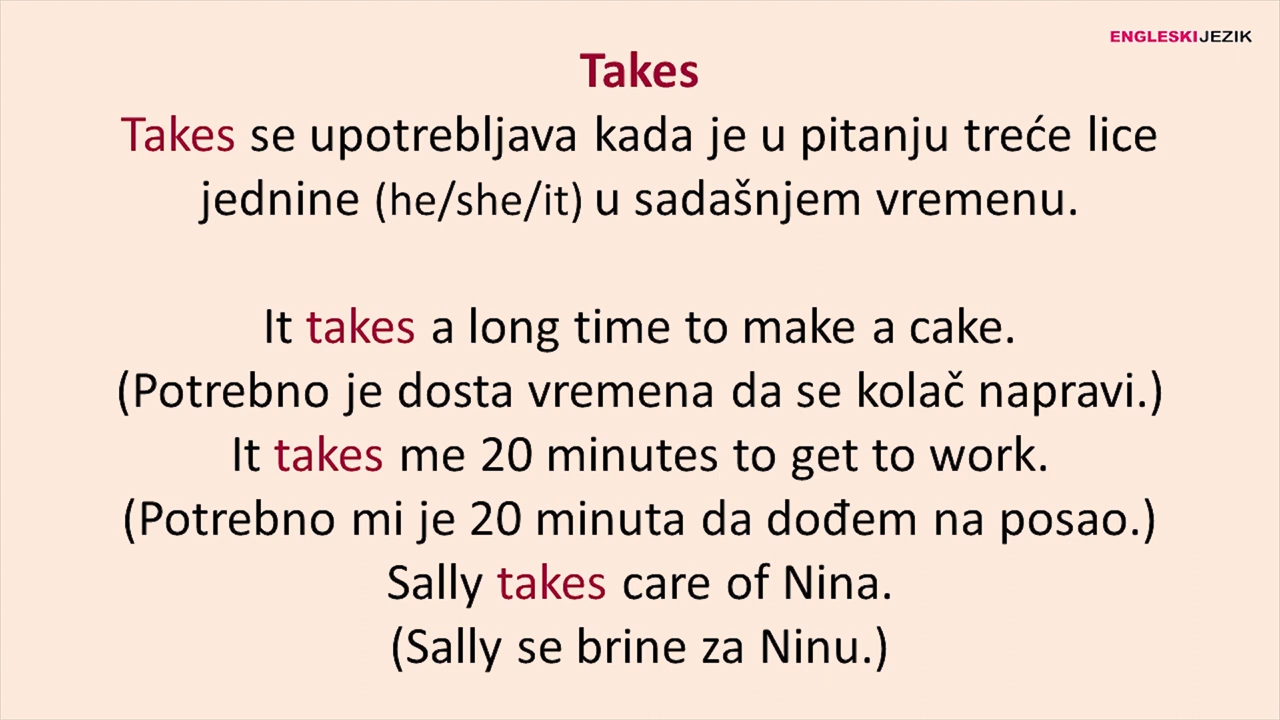 ENGLESKIJEZIK
Takes
Takes se upotrebljava kada je u pitanju treće lice
jednine (he/she/it) u sadašnjem vremenu.
It takes a long time to make a cake.
(Potrebno je dosta vremena da se kolač napravi.)
It takes me 20 minutes to get to work.
(Potrebno mi je 20 minuta da dođem na posao.)
Sally takes care of Nina.
(Sally se brine za Ninu.)